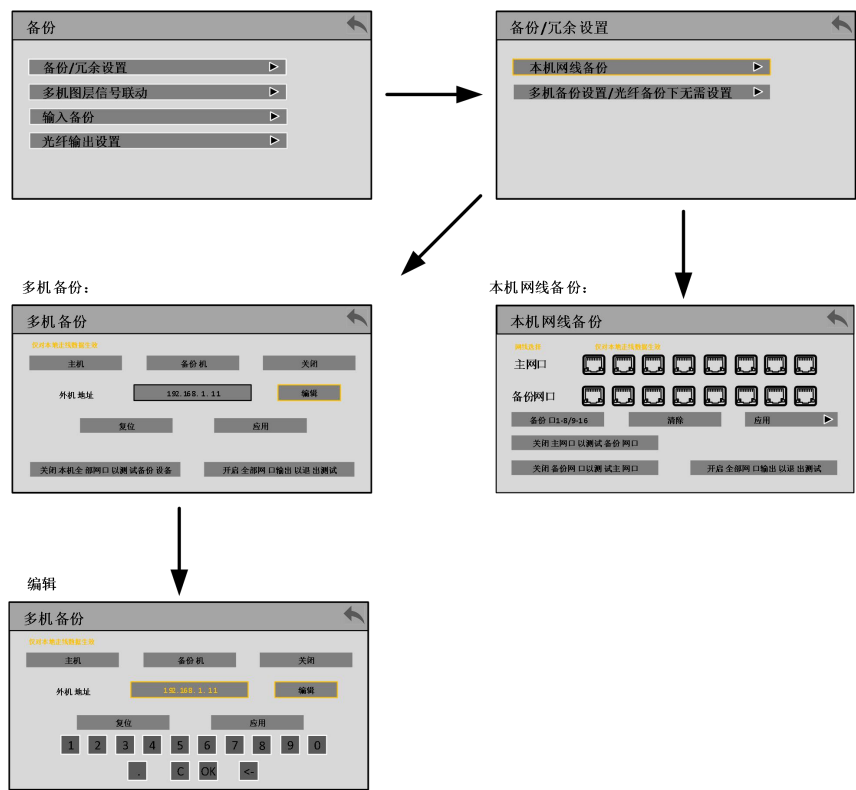 备份
备份/冗余设置
多机图层信号联动
输入备份
光纤输出设置
备份/冗余设置
本机网线备份
多机备份设置/光纤备份下无需设置
多机备份：
多机备份
主机 备份机 关闭
外机地址 192.168.1.11 编辑
复位 应用
关闭本机全部网口以测试备份设备 开启全部网口输出以退出测试
本机网线备份：
本机网线备份
主网口
备份网口
备份口1-8/9-16 清除 应用
关闭主网口以测试备份网口
关闭备份网口以测试主网口 开启全部网口输出以退出测试
编辑
多机备份
主机 备份机 关闭
外机地址 192.168.1.11 编辑
复位 应用
1 2 3 4 5 6 7 8 9 0
. C OK <-